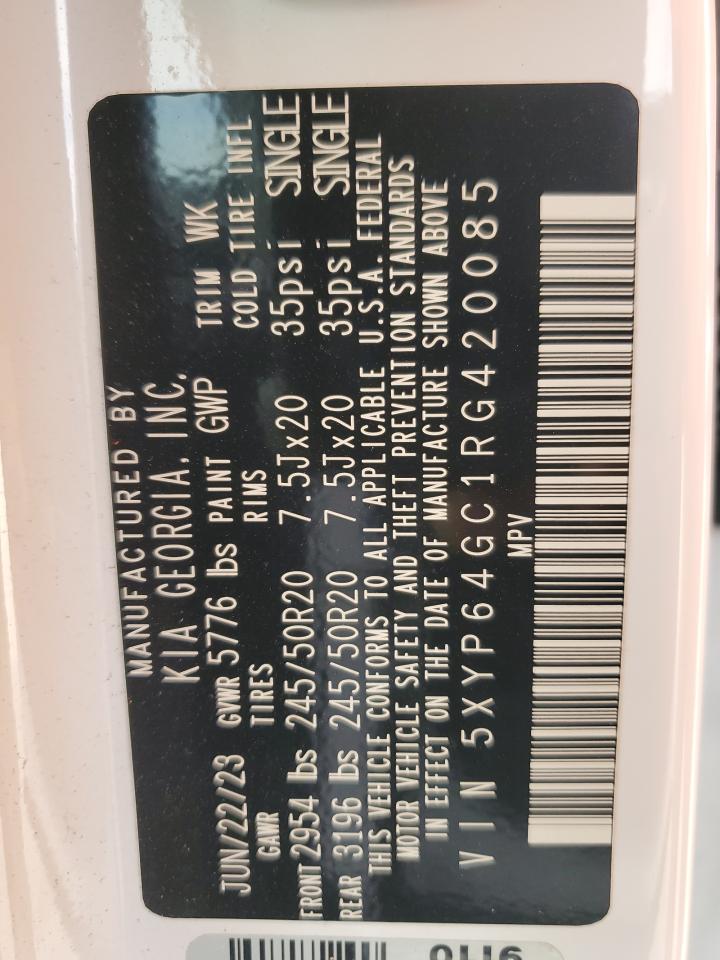 MANUFACTURED BY
KIA GEORGIA, INC.
JUN/22/23 GVWR 5776 lbs PAINT GWP TRIM WK
GAWR TIRES RIMS COLD TIRE INFL
FRONT 2954 lbs 245/50R20 7.5Jx20 35psi SINGLE
REAR 3196 lbs 245/50R20 7.5Jx20 35psi SINGLE
THIS VEHICLE CONFORMS TO ALL APPLICABLE U.S.A. FEDERAL
MOTOR VEHICLE SAFETY AND THEFT PREVENTION STANDARDS
IN EFFECT ON THE DATE OF MANUFACTURE SHOWN ABOVE
VIN 5XYP64GC1RG420085
MPV